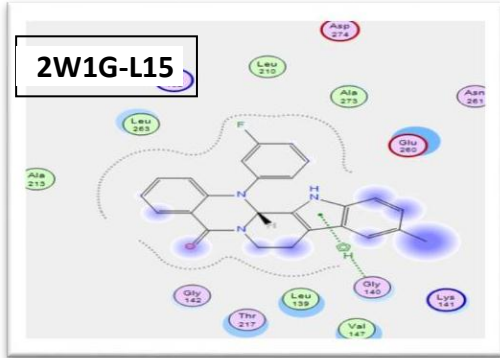 Asp
274
2W1G-L15
Leu
210
Ala
273
Asn
261
Leu
263
Glu
260
F
Ala
213
H
N
N
N
H
O
H
Gly
142
Leu
139
Gly
140
Lys
141
Thr
217
Val
147